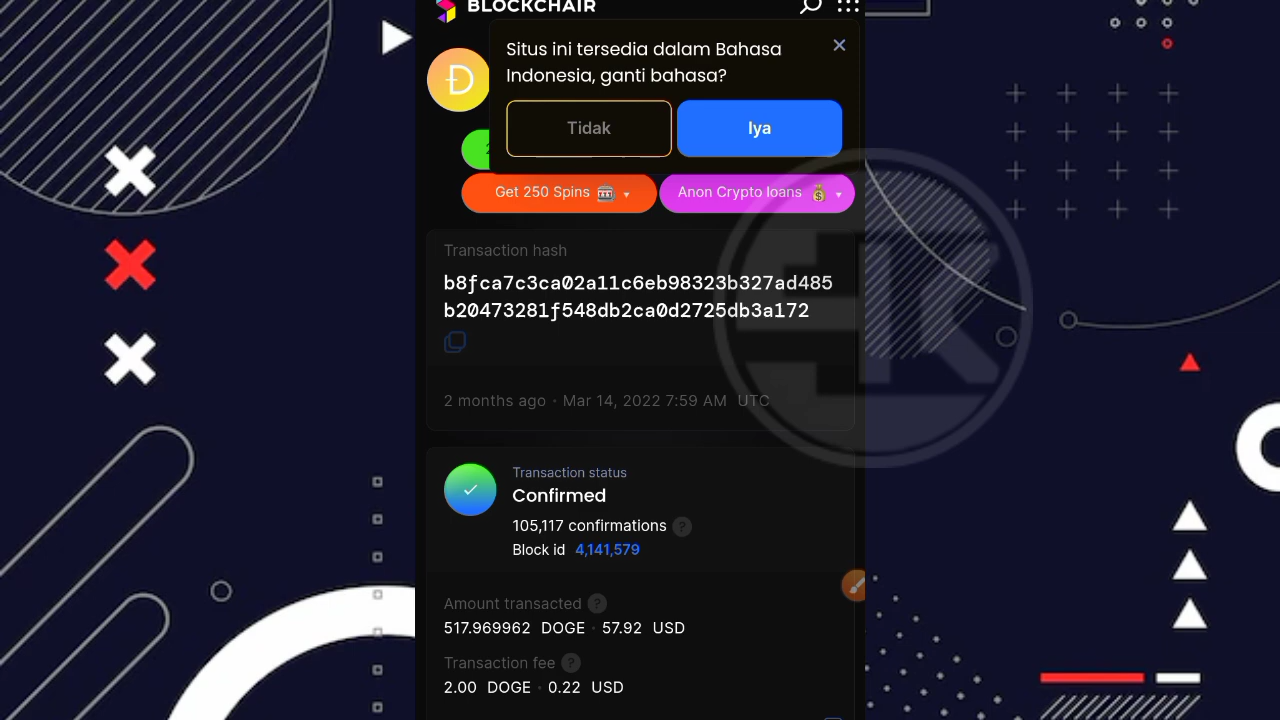 BLOCKCHAIR
Situs ini tersedia dalam Bahasa
Indonesia, ganti bahasa?
Tidak
Iya
Get 250 Spins
Anon Crypto loans
Transaction hash
b8fca7c3ca02a11c6eb98323b327ad485
b20473281f548db2ca0d2725db3a172
2 months ago · Mar 14, 2022 7:59 AM UTC
Transaction status
Confirmed
105,117 confirmations ?
Block id 4,141,579
Amount transacted ?
517.969962 DOGE · 57.92 USD
Transaction fee ?
2.00 DOGE · 0.22 USD